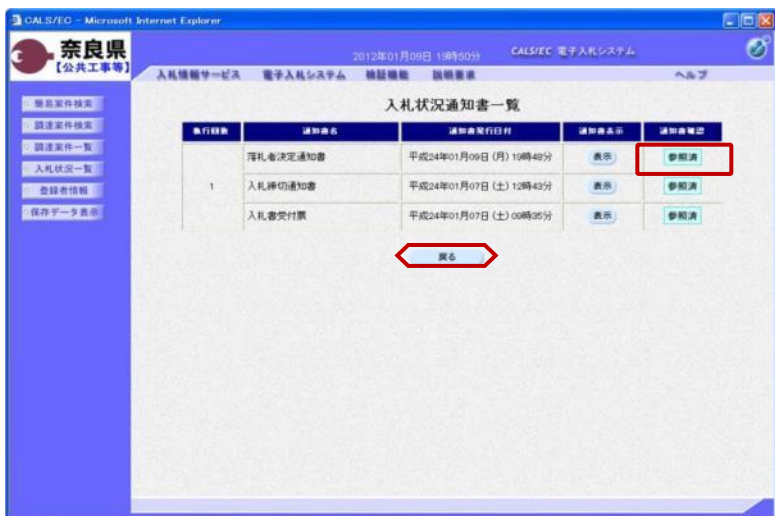 CALS/EC - Microsoft Internet Explorer
奈良県
【公共工事等】
2012年01月09日 19時50分
CALS/EC 電子入札システム
入札情報サービス 電子入札システム 検証機能 説明要求 ヘルプ
簡易案件検索
調達案件検索
調達案件一覧
入札状況一覧
登録者情報
保存データ表示
入札状況通知書一覧
執行回数 通知書名 通知書発行日付 通知書表示 通知書確認
落札者決定通知書 平成24年01月09日 (月) 19時48分 表示 参照済
1 入札締切通知書 平成24年01月07日 (土) 12時43分 表示 参照済
入札書受付票 平成24年01月07日 (土) 09時35分 表示 参照済
戻る